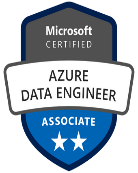 Microsoft
CERTIFIED
AZURE
DATA ENGINEER
ASSOCIATE